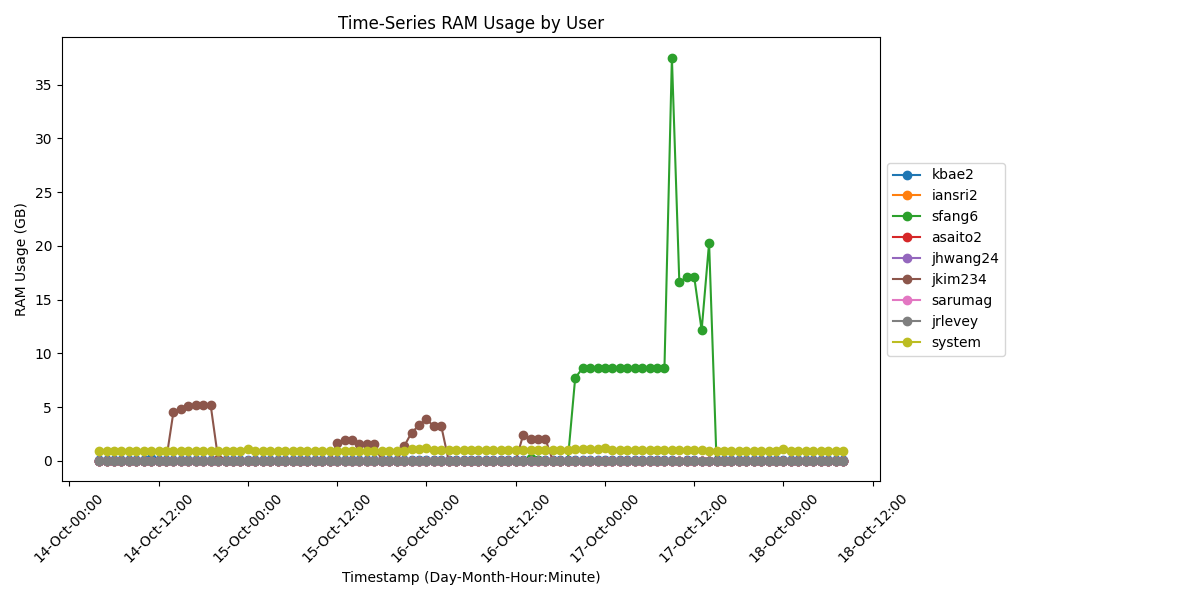 Time-Series RAM Usage by User
RAM Usage (GB)
35
30
25
20
15
10
5
0
14-Oct-00:00
14-Oct-12:00
15-Oct-00:00
15-Oct-12:00
16-Oct-00:00
16-Oct-12:00
17-Oct-00:00
17-Oct-12:00
18-Oct-00:00
18-Oct-12:00
Timestamp (Day-Month-Hour:Minute)
kbae2
iansri2
sfang6
asaito2
jhwang24
jkim234
sarumag
jrlevey
system